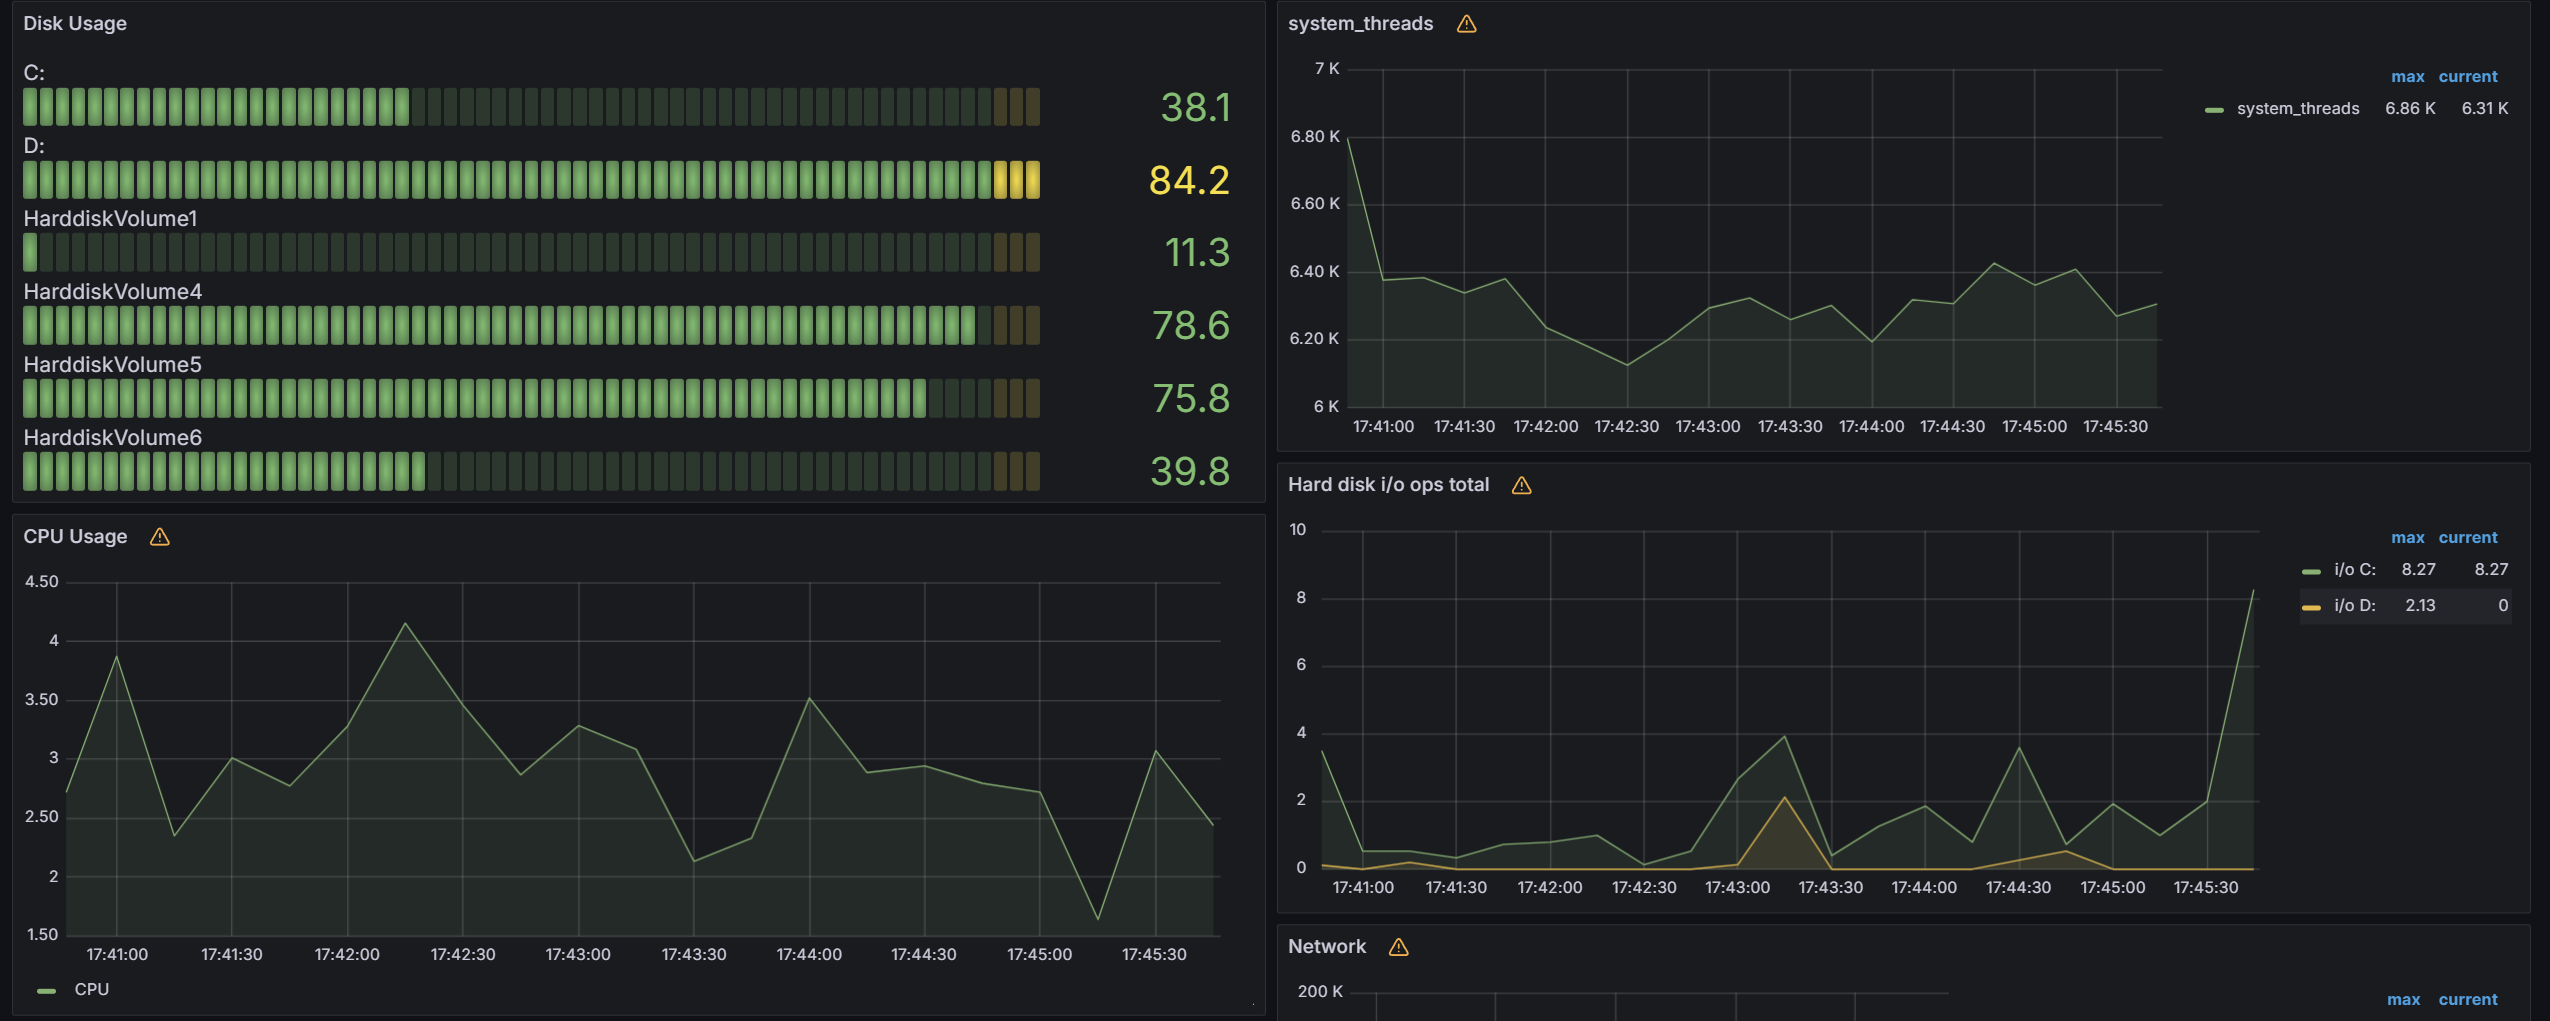 Disk Usage
C:
38.1
D:
84.2
HarddiskVolume1
11.3
HarddiskVolume4
78.6
HarddiskVolume5
75.8
HarddiskVolume6
39.8
CPU Usage
4.50
4
3.50
3
2.50
2
1.50
17:41:00 17:41:30 17:42:00 17:42:30 17:43:00 17:43:30 17:44:00 17:44:30 17:45:00 17:45:30
CPU
system_threads
7 K
6.80 K
6.60 K
6.40 K
6.20 K
6 K
17:41:00 17:41:30 17:42:00 17:42:30 17:43:00 17:43:30 17:44:00 17:44:30 17:45:00 17:45:30
max current
system_threads 6.86 K 6.31 K
Hard disk i/o ops total
10
8
6
4
2
0
17:41:00 17:41:30 17:42:00 17:42:30 17:43:00 17:43:30 17:44:00 17:44:30 17:45:00 17:45:30
max current
i/o C: 8.27 8.27
i/o D: 2.13 0
Network
200 K
max current